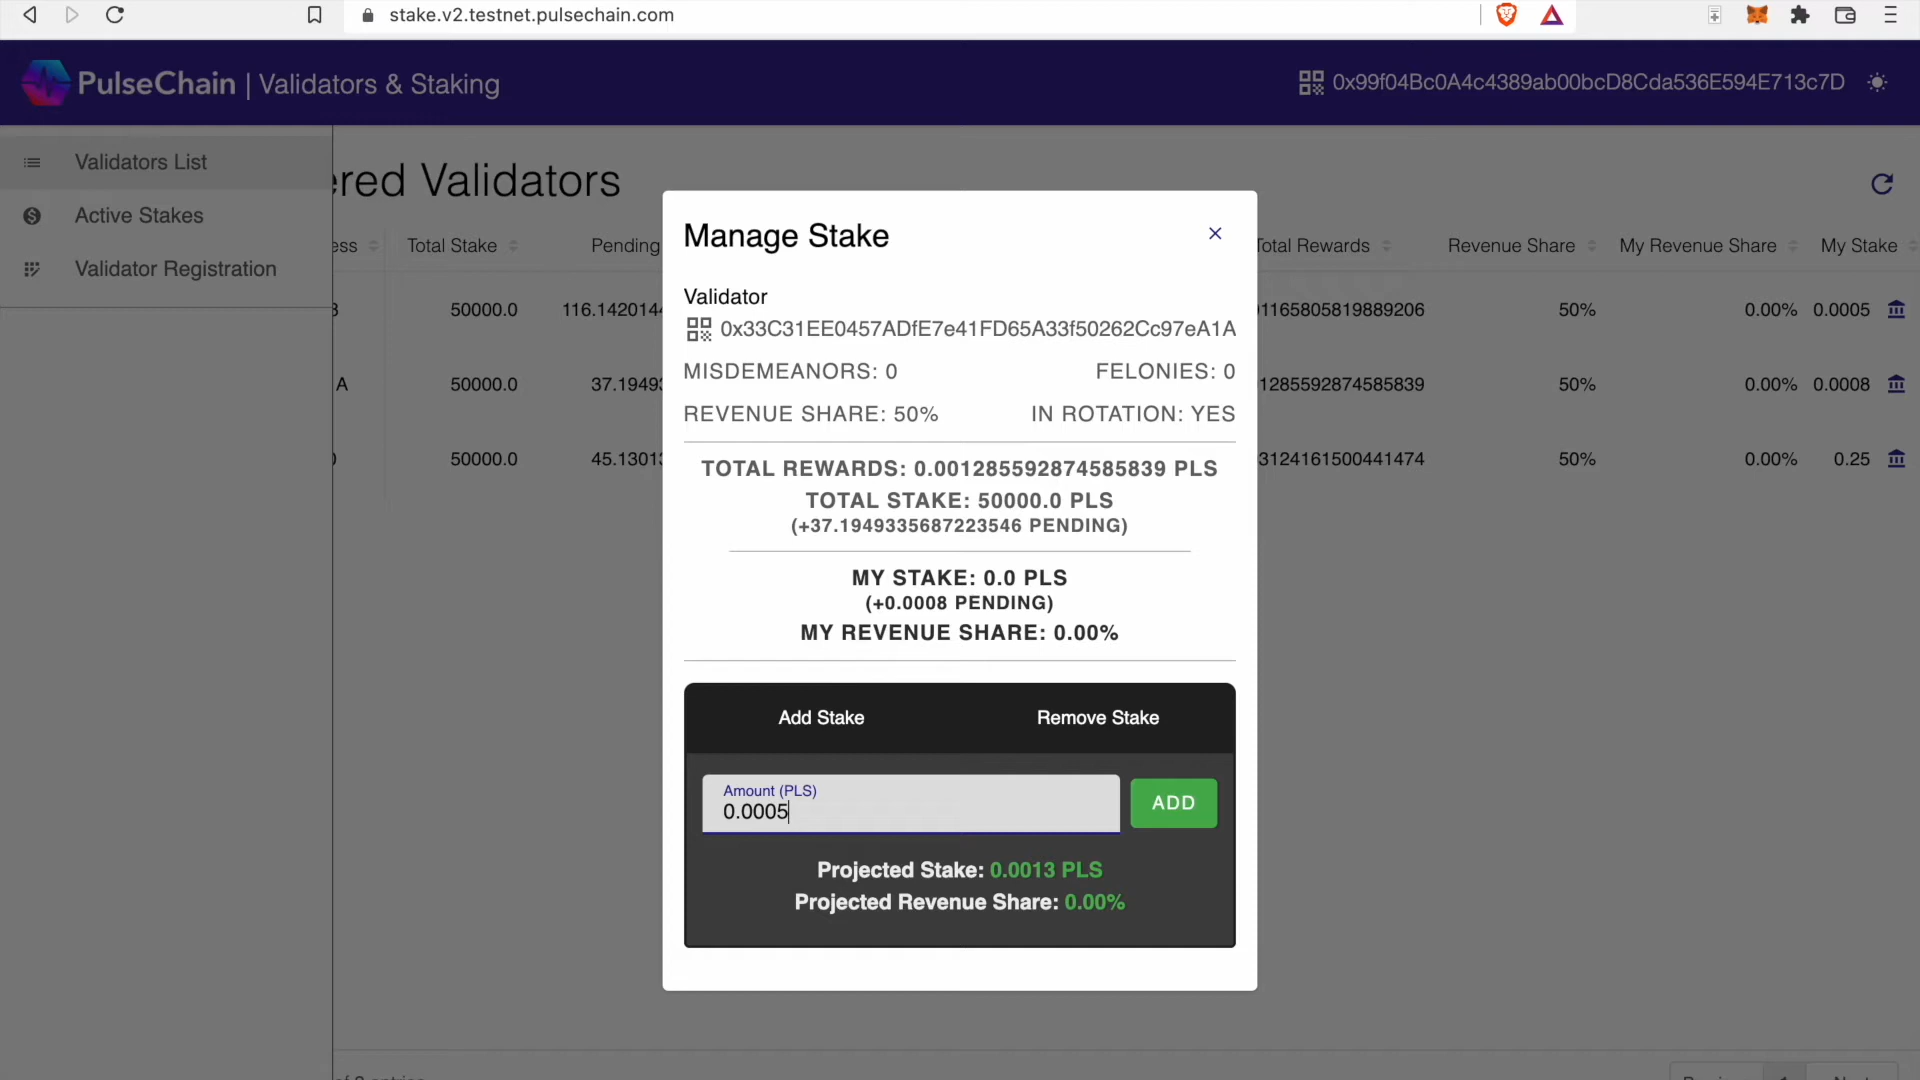 stake.v2.testnet.pulsechain.com
PulseChain | Validators & Staking
0x99f04Bc0A4c4389ab00bcD8Cda536E594E713c7D
Validators List
Active Stakes
Validator Registration
ered Validators
ess Total Stake Pending Total Rewards Revenue Share My Revenue Share My Stake
50000.0 116.142014 01165805819889206 50% 0.00% 0.0005
A 50000.0 37.1949 1285592874585839 50% 0.00% 0.0008
50000.0 45.1301 3124161500441474 50% 0.00% 0.25
Manage Stake
Validator
0x33C31EE0457ADfE7e41FD65A33f50262Cc97eA1A
MISDEMEANORS: 0 FELONIES: 0
REVENUE SHARE: 50% IN ROTATION: YES
TOTAL REWARDS: 0.001285592874585839 PLS
TOTAL STAKE: 50000.0 PLS
(+37.1949335687223546 PENDING)
MY STAKE: 0.0 PLS
(+0.0008 PENDING)
MY REVENUE SHARE: 0.00%
Add Stake Remove Stake
Amount (PLS)
0.0005
ADD
Projected Stake: 0.0013 PLS
Projected Revenue Share: 0.00%